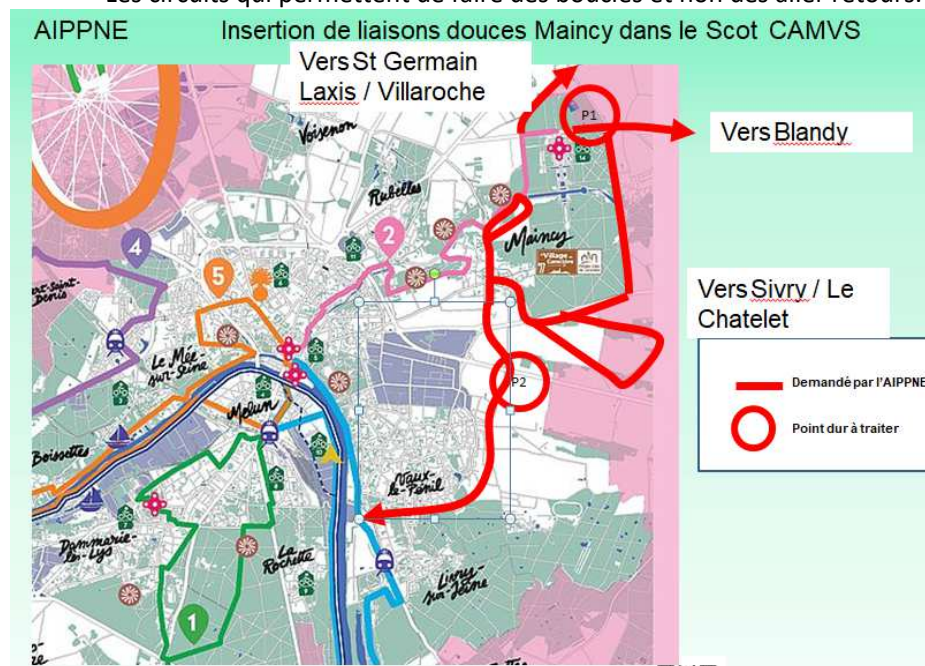 Les circuits qui permettent de faire des boucles et non des aller retours.
AIPPNE
Insertion de liaisons douces Maincy dans le Scot CAMVS
Vers St Germain
Laxis / Villaroche
P1
Vers Blandy
Voisenon
Rubelles
Maincy
4
2
5
Vers Sivry / Le
Chatelet
Le Mée-
sur-Seine
P2
Demandé par l'AIPPNE
Point dur à traiter
Melun
Boissettes
Vaux-
le-Pénil
Dammarie-
les-Lys
La
Rochette
Livry-
sur-Seine
1